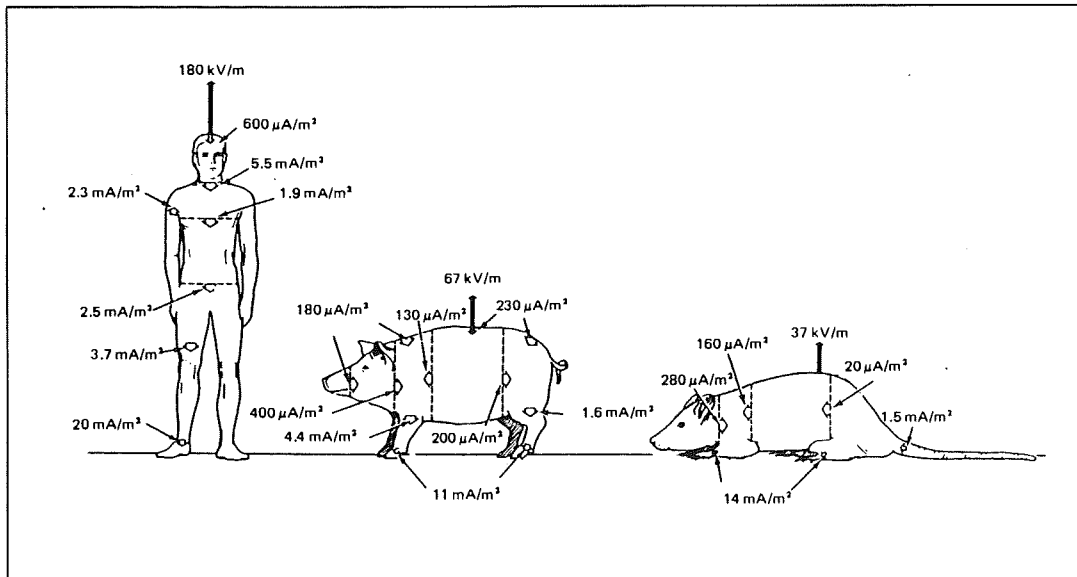 180 kV/m
600 μA/m²
5.5 mA/m²
2.3 mA/m²
1.9 mA/m²
2.5 mA/m²
3.7 mA/m²
20 mA/m²
67 kV/m
180 μA/m²
130 μA/m²
230 μA/m²
400 μA/m²
4.4 mA/m²
200 μA/m²
1.6 mA/m²
11 mA/m²
37 kV/m
160 μA/m²
280 μA/m²
20 μA/m²
1.5 mA/m²
14 mA/m²